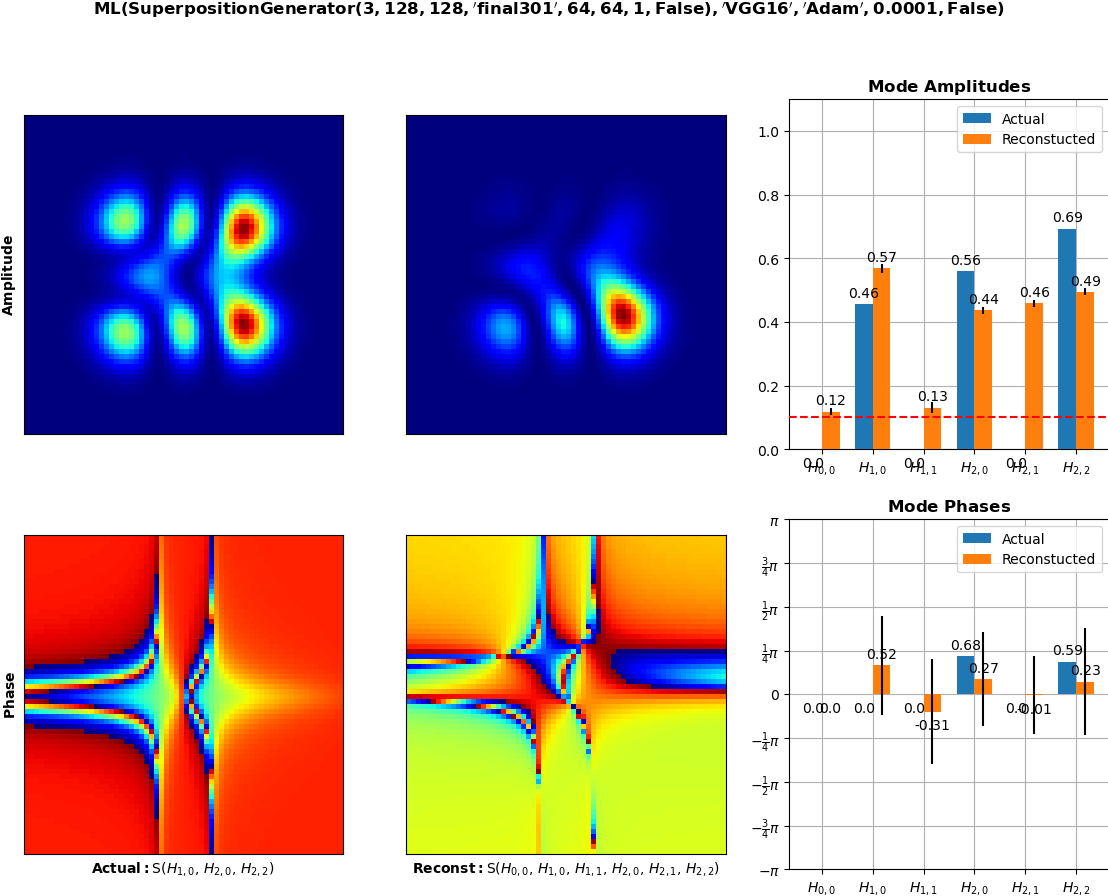 ML(SuperpositionGenerator(3, 128, 128, ′final301′, 64, 64, 1, False), ′VGG16′, ′Adam′, 0.0001, False)
Mode Amplitudes
Actual
Reconstucted
1.0
0.8
0.6
0.4
0.2
0.0
0.0
0.12
0.46
0.57
0.0
0.13
0.56
0.44
0.0
0.46
0.69
0.49
H0,0
H1,0
H1,1
H2,0
H2,1
H2,2
Amplitude
Mode Phases
Actual
Reconstucted
π
3/4π
1/2π
1/4π
0
−1/4π
−1/2π
−3/4π
−π
0.0
0.0
0.0
0.52
0.0
-0.31
0.68
0.27
0.0
-0.01
0.59
0.23
H0,0
H1,0
H1,1
H2,0
H2,1
H2,2
Phase
Actual: S(H1,0, H2,0, H2,2)
Reconst: S(H0,0, H1,0, H1,1, H2,0, H2,1, H2,2)